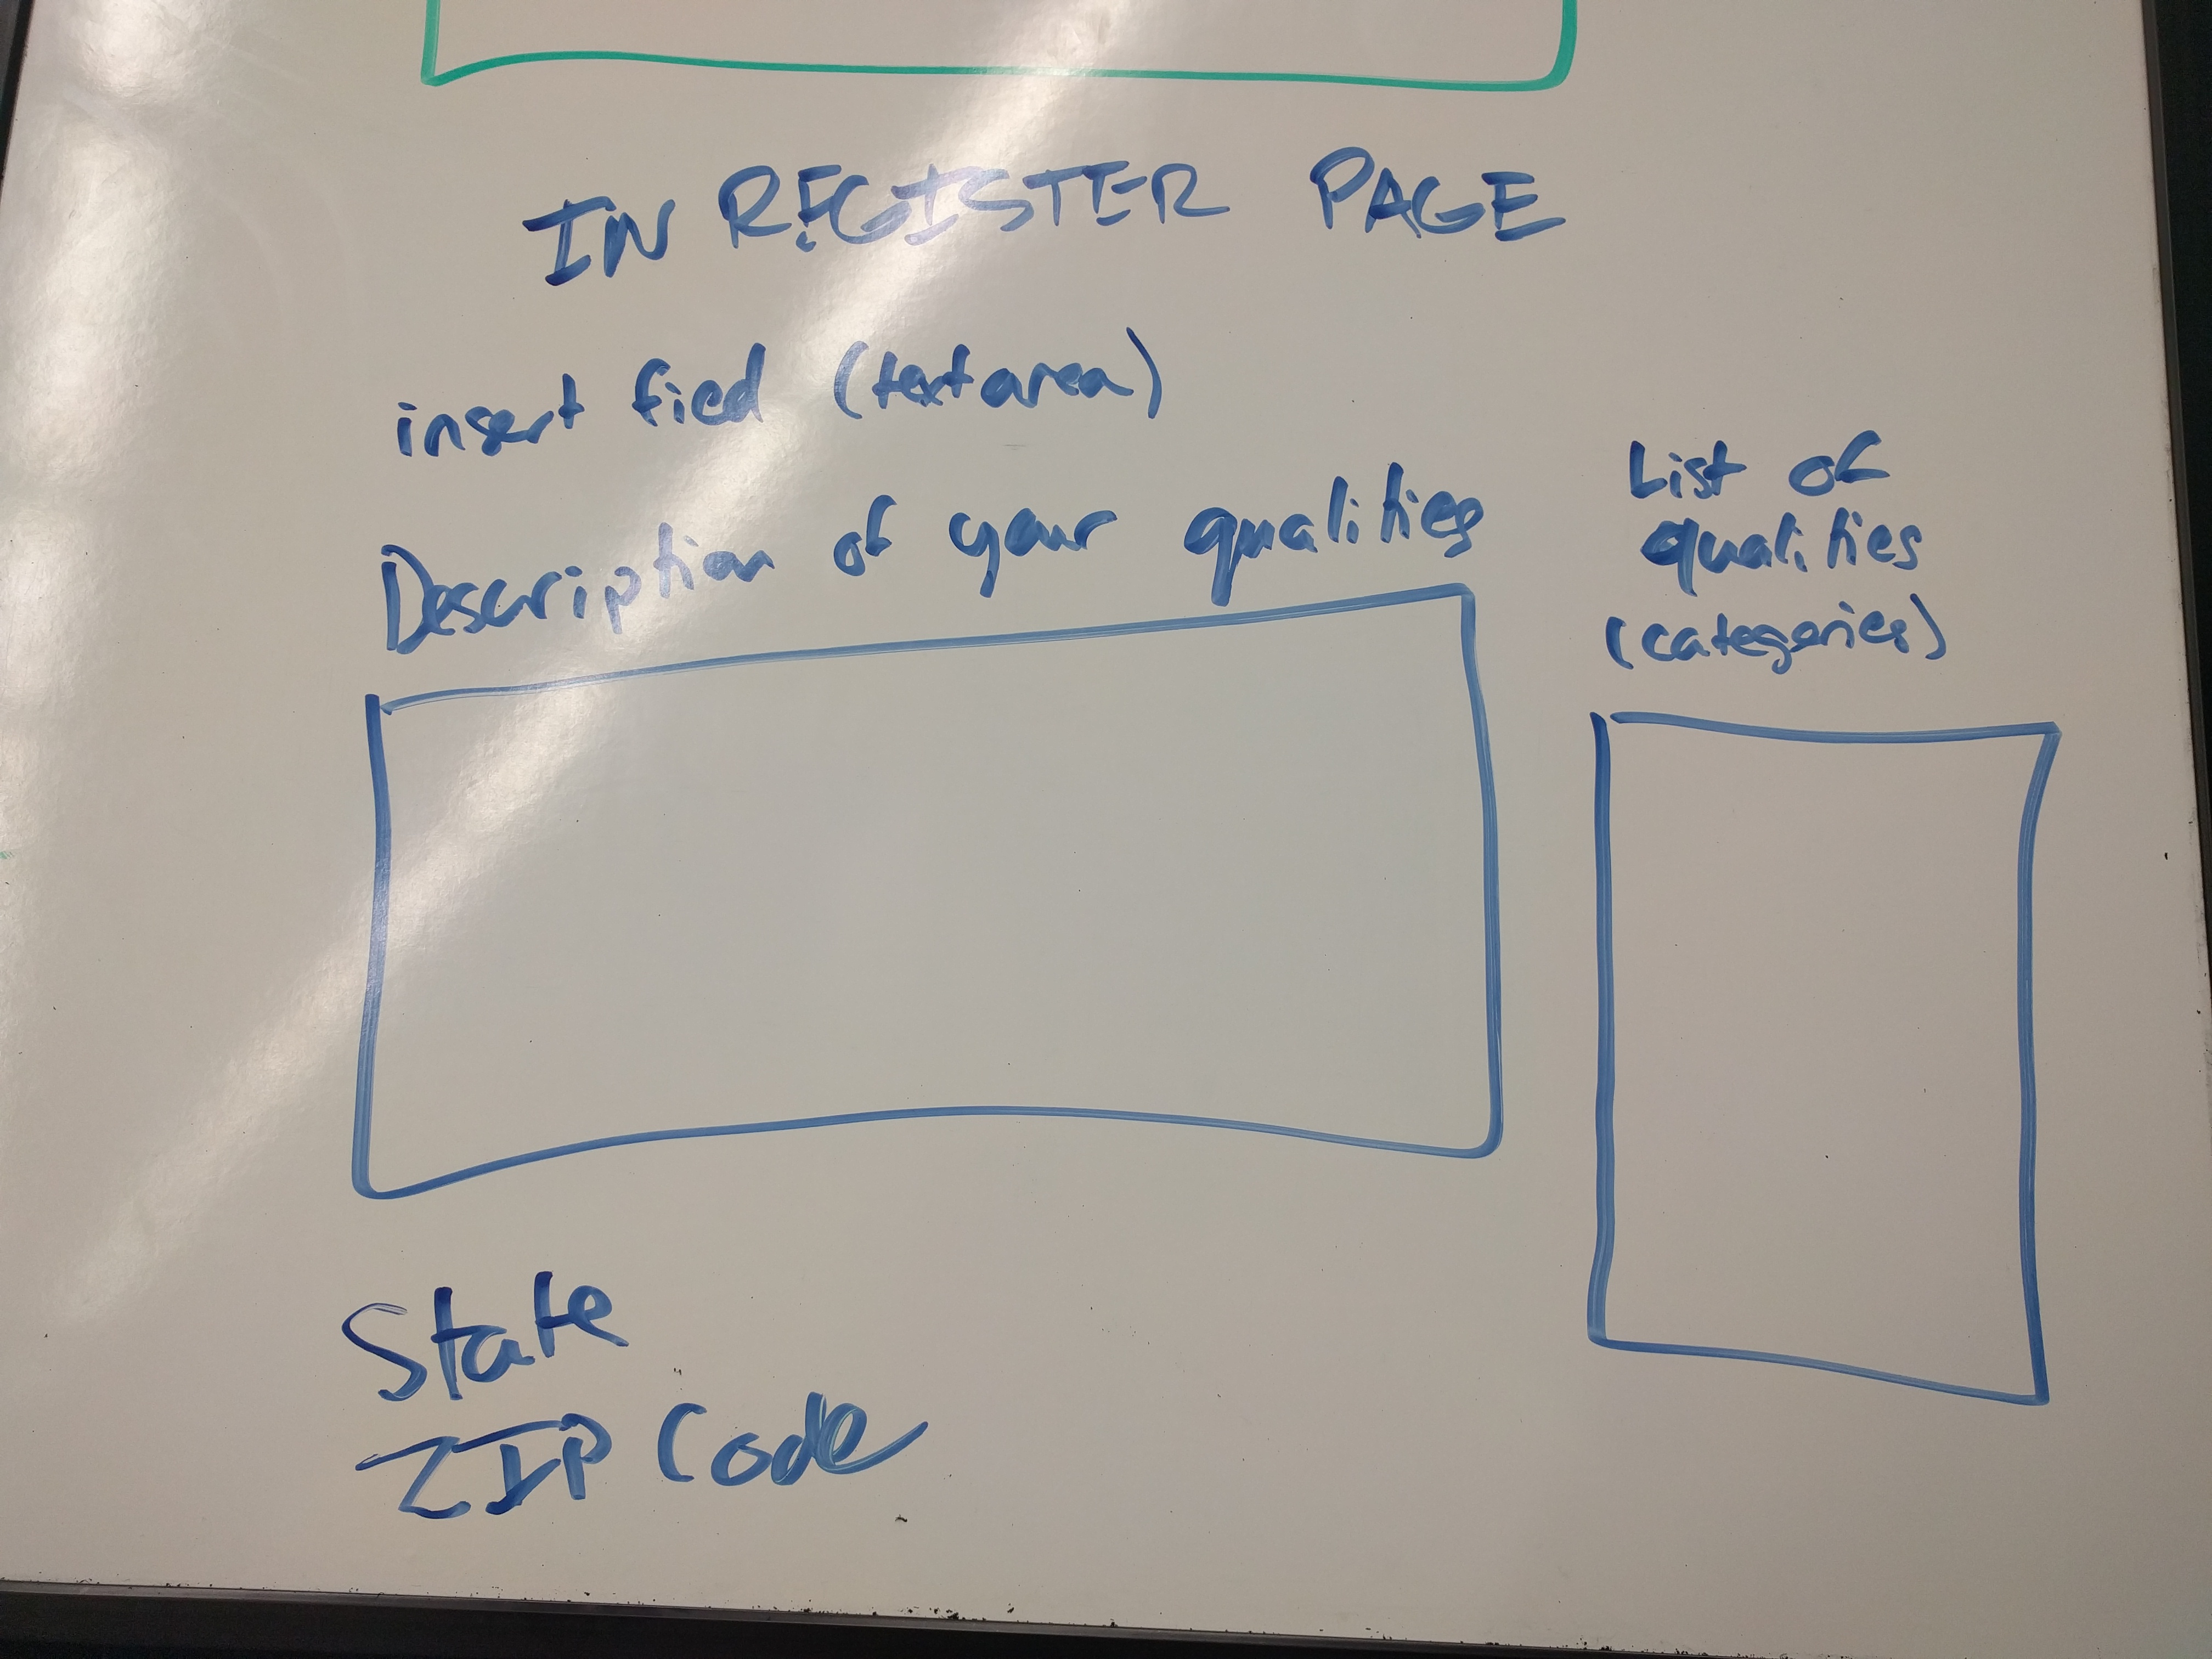 IN REGISTER PAGE
insert fied (textarea)
Description of your qualities
List of
qualities
(categories)
State
ZIP Code